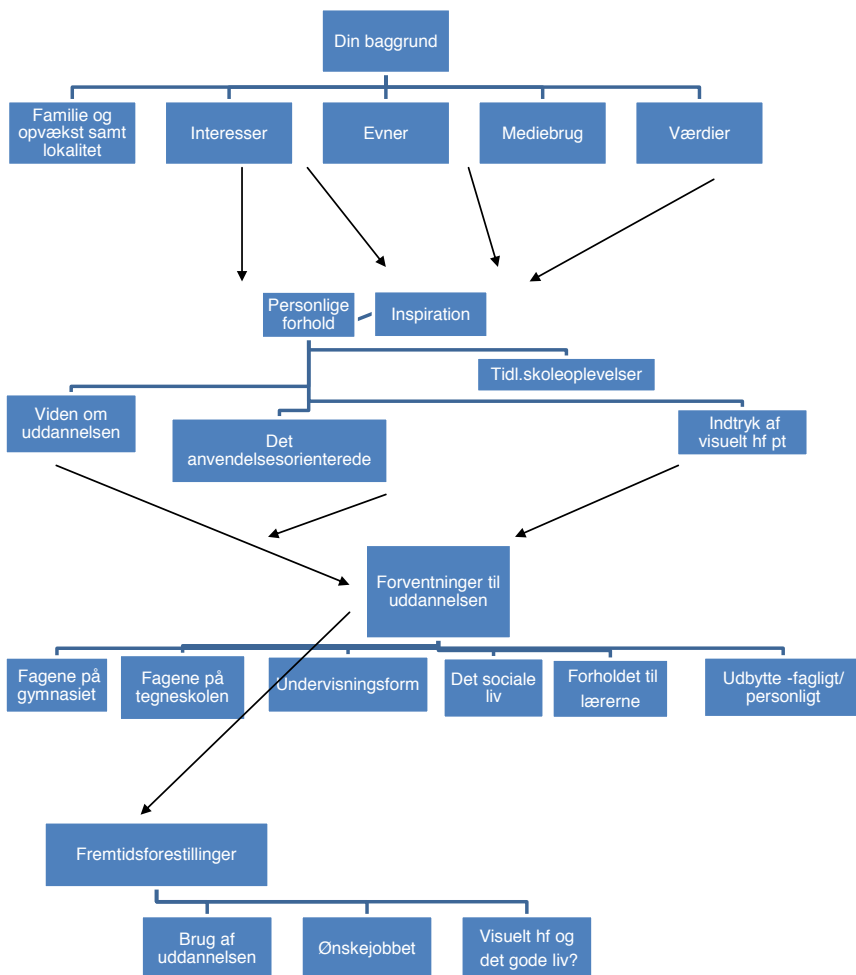 Din baggrund
Familie og
opvækst samt
lokalitet
Interesser
Evner
Mediebrug
Værdier
Personlige
forhold
Inspiration
Tidl.skoleoplevelser
Viden om
uddannelsen
Det
anvendelsesorienterede
Indtryk af
visuelt hf pt
Forventninger til
uddannelsen
Fagene på
gymnasiet
Fagene på
tegneskolen
Undervisningsform
Det sociale
liv
Forholdet til
lærerne
Udbytte -fagligt/
personligt
Fremtidsforestillinger
Brug af
uddannelsen
Ønskejobbet
Visuelt hf og
det gode liv?